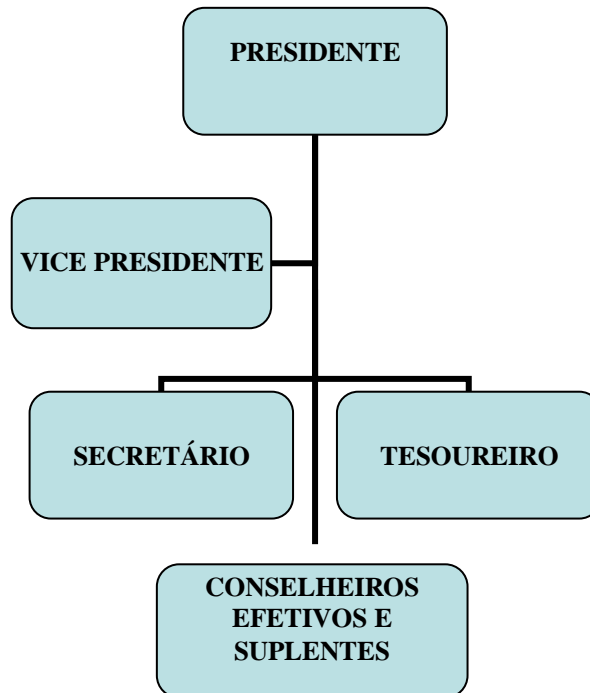 PRESIDENTE
VICE PRESIDENTE
SECRETÁRIO
TESOUREIRO
CONSELHEIROS
EFETIVOS E
SUPLENTES